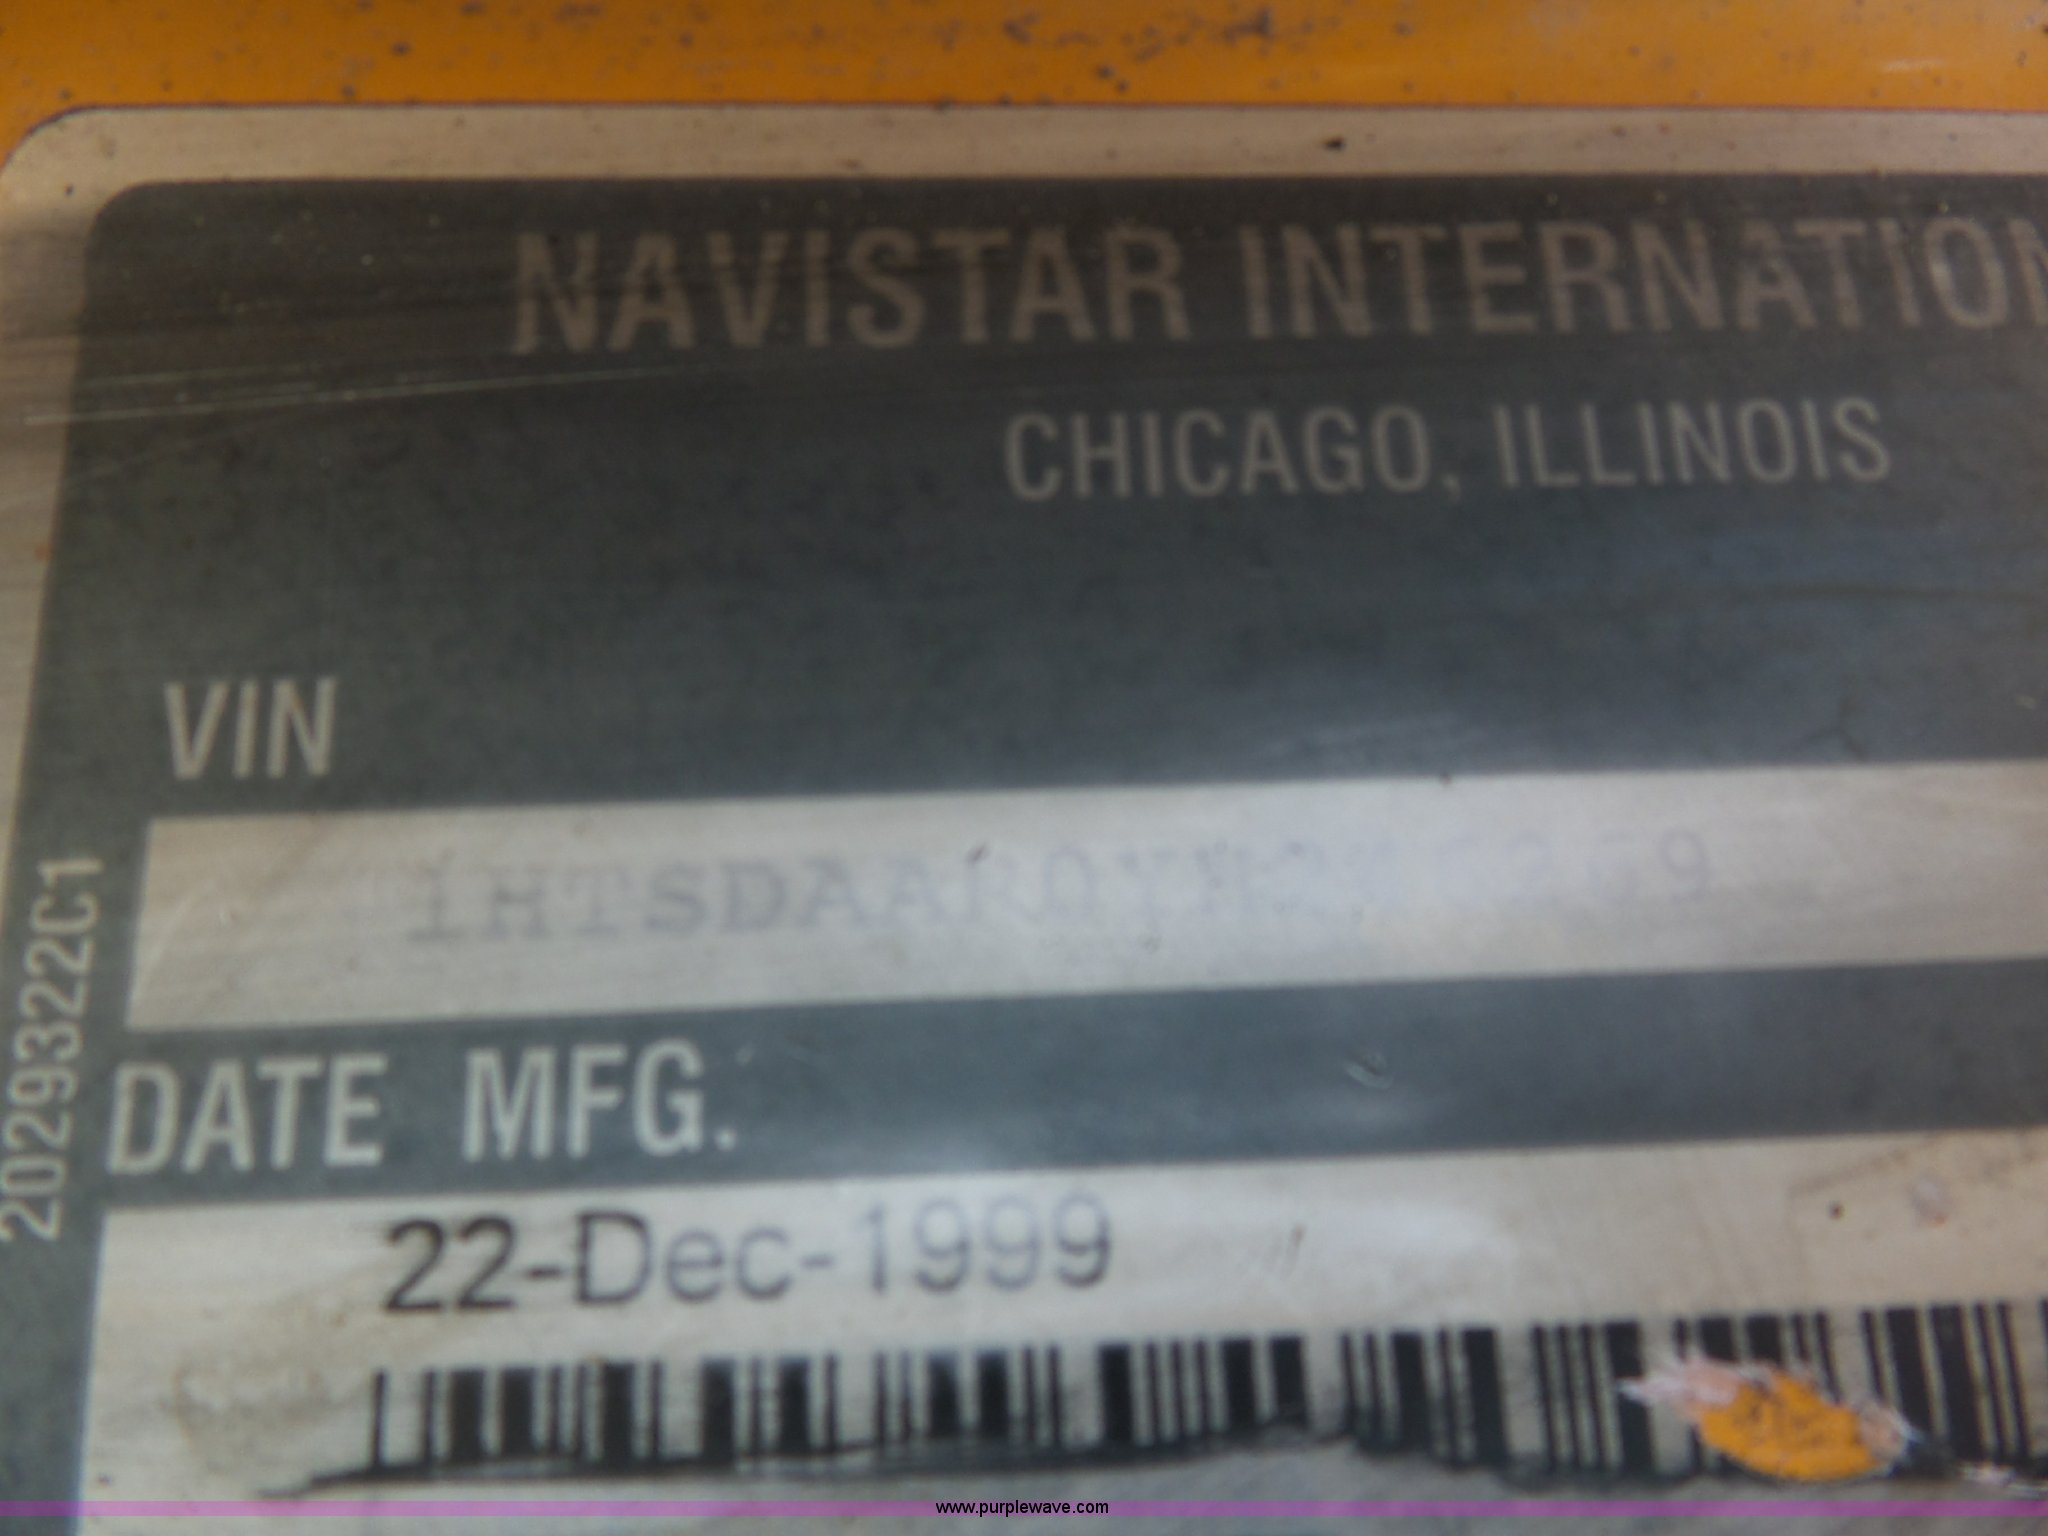 NAVISTAR INTERNATION
CHICAGO, ILLINOIS
VIN
DATE MFG.
22-Dec-1999
2029322C1
www.purplewave.com